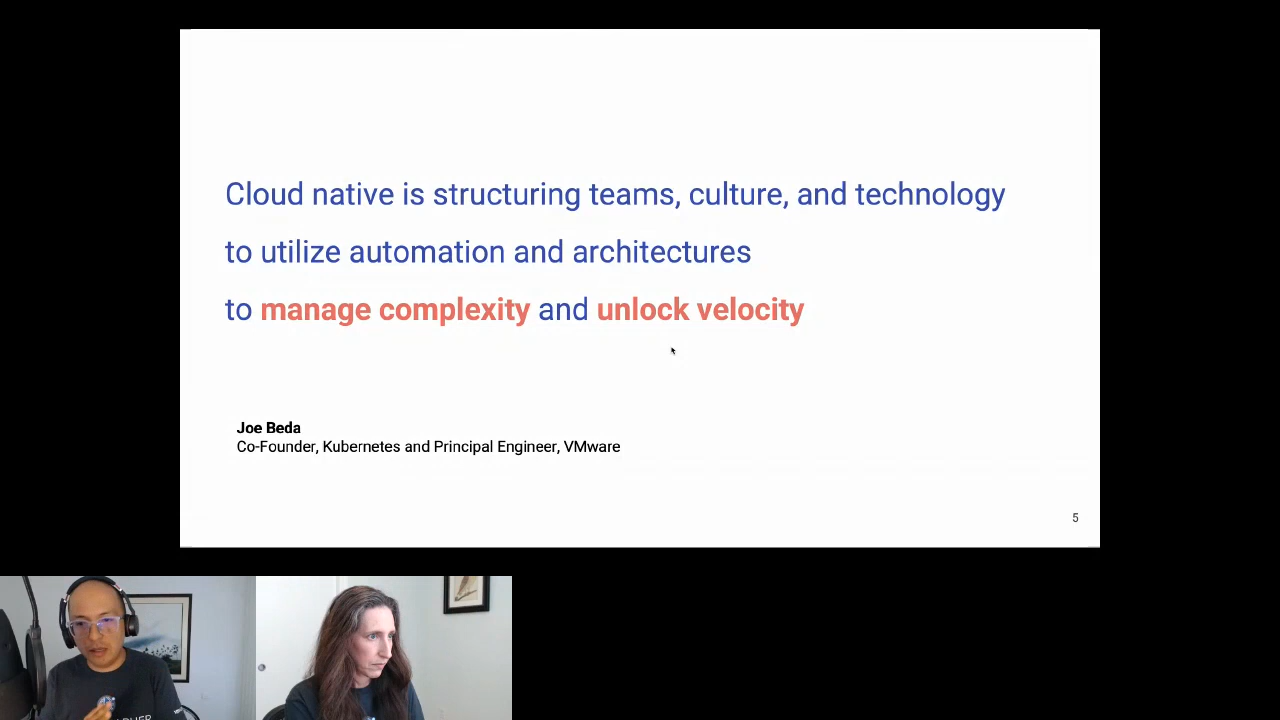 Cloud native is structuring teams, culture, and technology
to utilize automation and architectures
to manage complexity and unlock velocity
Joe Beda
Co-Founder, Kubernetes and Principal Engineer, VMware
5